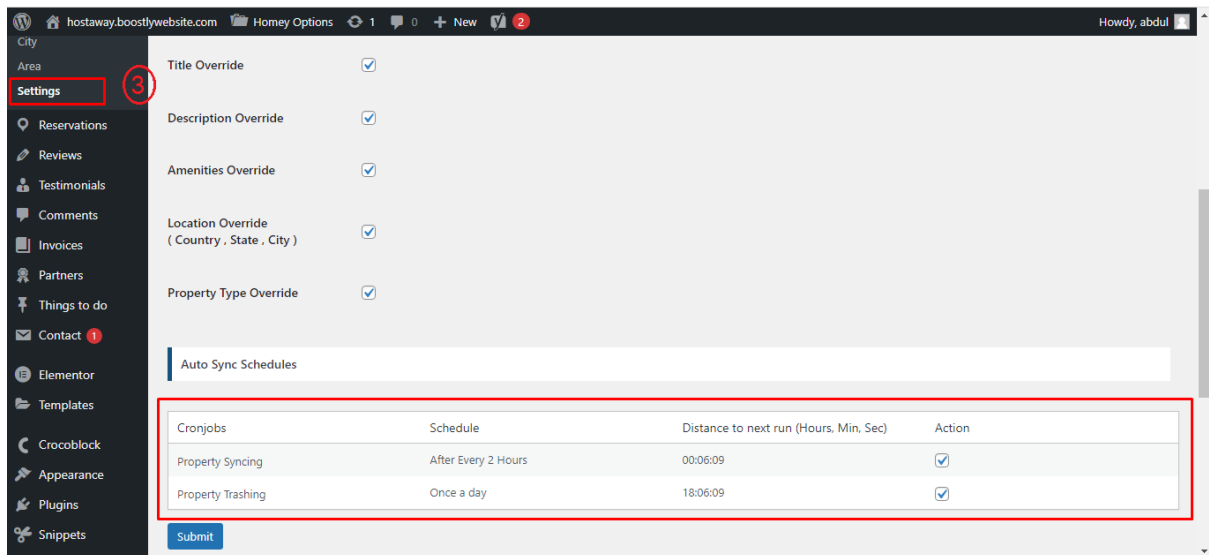 hostaway.boostlywebsite.com Homey Options 1 0 + New 2 Howdy, abdul
City
Area
Settings
3
Reservations
Reviews
Testimonials
Comments
Invoices
Partners
Things to do
Contact 1
Elementor
Templates
Crocoblock
Appearance
Plugins
Snippets
Title Override
Description Override
Amenities Override
Location Override
( Country , State , City )
Property Type Override
Auto Sync Schedules
Cronjobs Schedule Distance to next run (Hours, Min, Sec) Action
Property Syncing After Every 2 Hours 00:06:09
Property Trashing Once a day 18:06:09
Submit